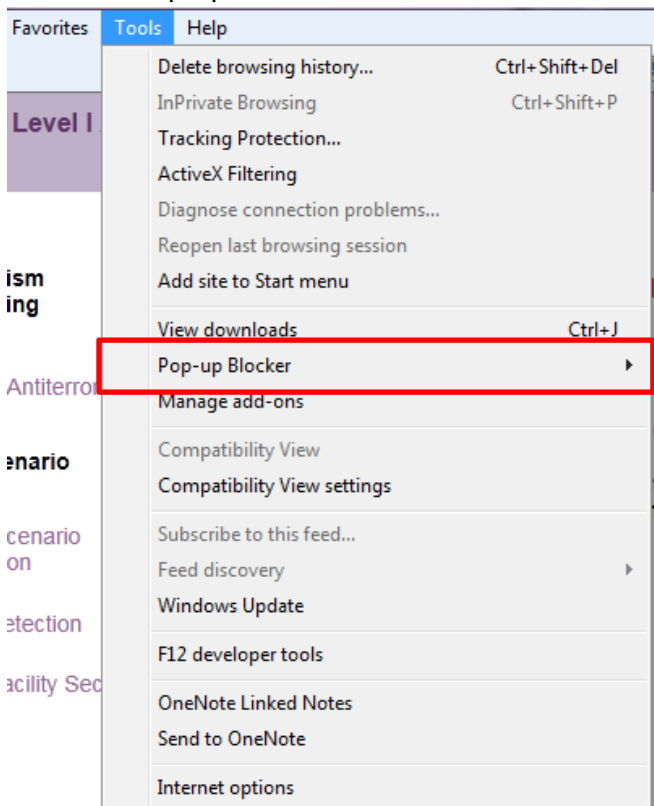 Favorites Tools Help
Delete browsing history... Ctrl+Shift+Del
InPrivate Browsing Ctrl+Shift+P
Level I
Tracking Protection...
ActiveX Filtering
Diagnose connection problems...
Reopen last browsing session
ism
Add site to Start menu
ing
View downloads Ctrl+J
Pop-up Blocker
Antiterror
Manage add-ons
Compatibility View
enario
Compatibility View settings
Subscribe to this feed...
cenario
on
Feed discovery
Windows Update
etection
F12 developer tools
acility Sec
OneNote Linked Notes
Send to OneNote
Internet options